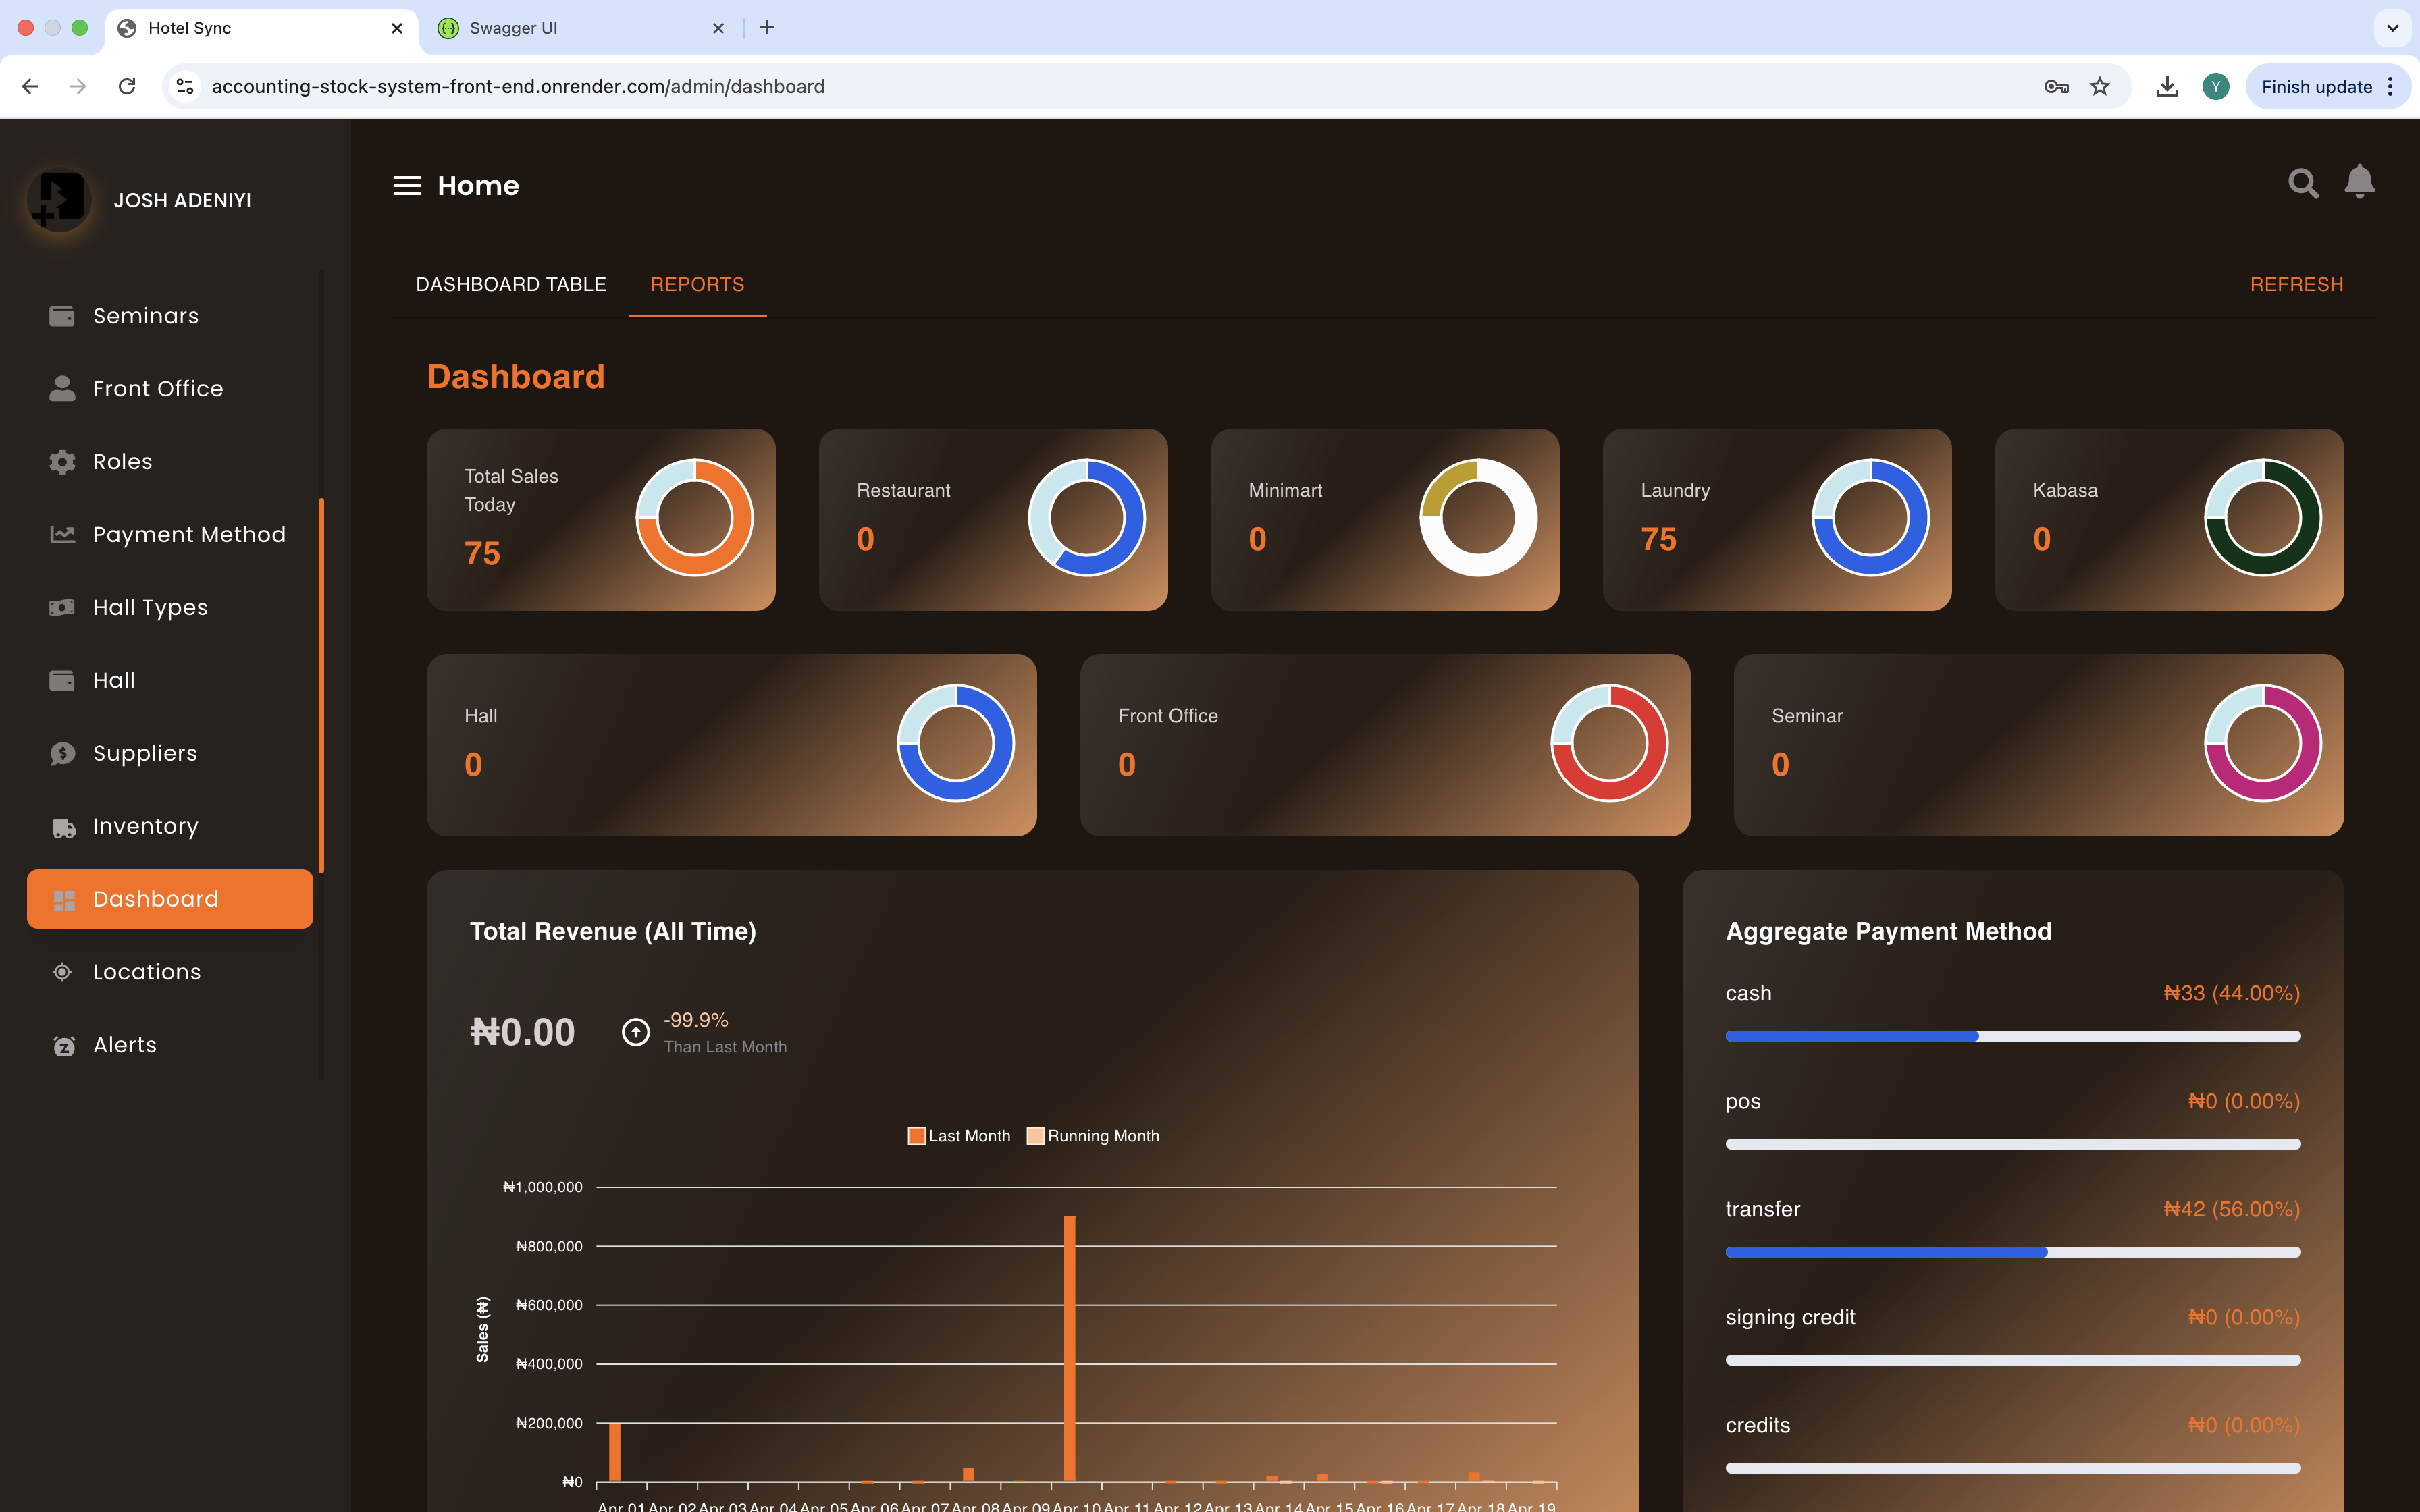 Hotel Sync
Swagger UI
accounting-stock-system-front-end.onrender.com/admin/dashboard
Y
Finish update
JOSH ADENIYI
Home
Seminars
Front Office
Roles
Payment Method
Hall Types
Hall
Suppliers
Inventory
Dashboard
Locations
Alerts
DASHBOARD TABLE
REPORTS
REFRESH
Dashboard
Total Sales
Today
75
Restaurant
0
Minimart
0
Laundry
75
Kabasa
0
Hall
0
Front Office
0
Seminar
0
Total Revenue (All Time)
₦0.00
-99.9%
Than Last Month
Last Month
Running Month
Sales (₦)
₦1,000,000
₦800,000
₦600,000
₦400,000
₦200,000
₦0
Apr 01 Apr 02 Apr 03 Apr 04 Apr 05 Apr 06 Apr 07 Apr 08 Apr 09 Apr 10 Apr 11 Apr 12 Apr 13 Apr 14 Apr 15 Apr 16 Apr 17 Apr 18 Apr 19
Aggregate Payment Method
cash
₦33 (44.00%)
pos
₦0 (0.00%)
transfer
₦42 (56.00%)
signing credit
₦0 (0.00%)
credits
₦0 (0.00%)